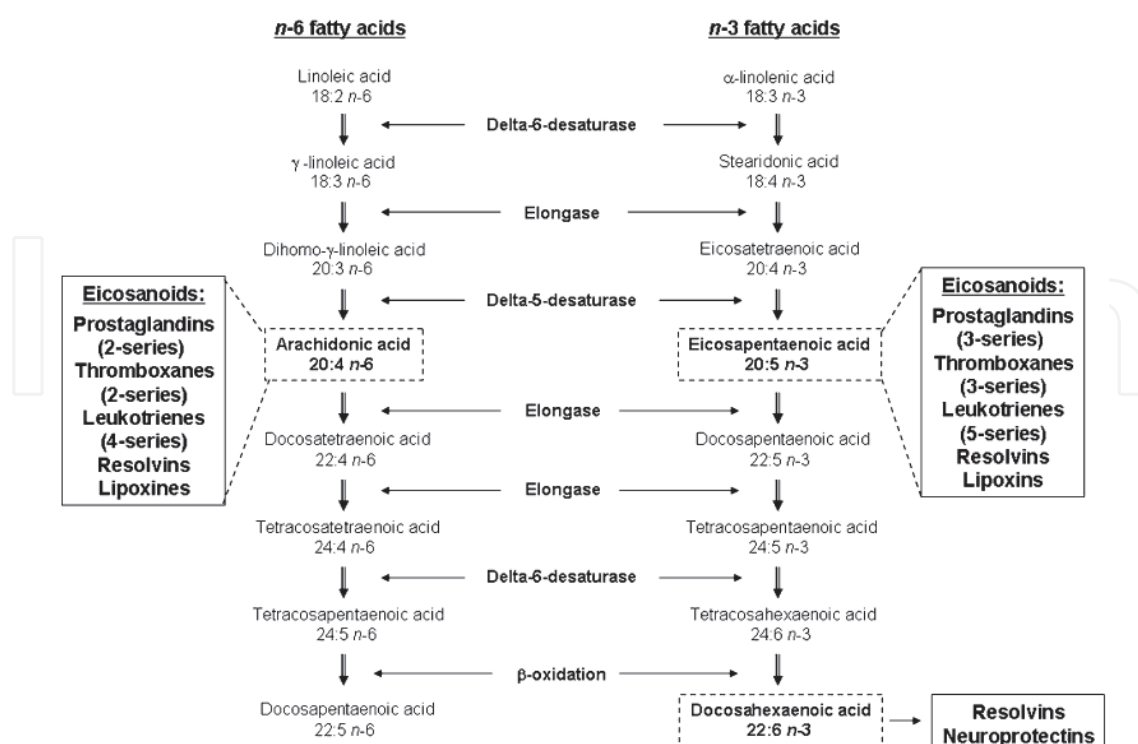 n-6 fatty acids
n-3 fatty acids
Linoleic acid
18:2 n-6
α-linolenic acid
18:3 n-3
Delta-6-desaturase
γ -linoleic acid
18:3 n-6
Stearidonic acid
18:4 n-3
Elongase
Dihomo-γ-linoleic acid
20:3 n-6
Eicosatetraenoic acid
20:4 n-3
Delta-5-desaturase
Eicosanoids:
Prostaglandins
(2-series)
Thromboxanes
(2-series)
Leukotrienes
(4-series)
Resolvins
Lipoxines
Arachidonic acid
20:4 n-6
Eicosapentaenoic acid
20:5 n-3
Eicosanoids:
Prostaglandins
(3-series)
Thromboxanes
(3-series)
Leukotrienes
(5-series)
Resolvins
Lipoxins
Elongase
Docosatetraenoic acid
22:4 n-6
Docosapentaenoic acid
22:5 n-3
Elongase
Tetracosatetraenoic acid
24:4 n-6
Tetracosapentaenoic acid
24:5 n-3
Delta-6-desaturase
Tetracosapentaenoic acid
24:5 n-6
Tetracosahexaenoic acid
24:6 n-3
β-oxidation
Docosapentaenoic acid
22:5 n-6
Docosahexaenoic acid
22:6 n-3
Resolvins
Neuroprotectins